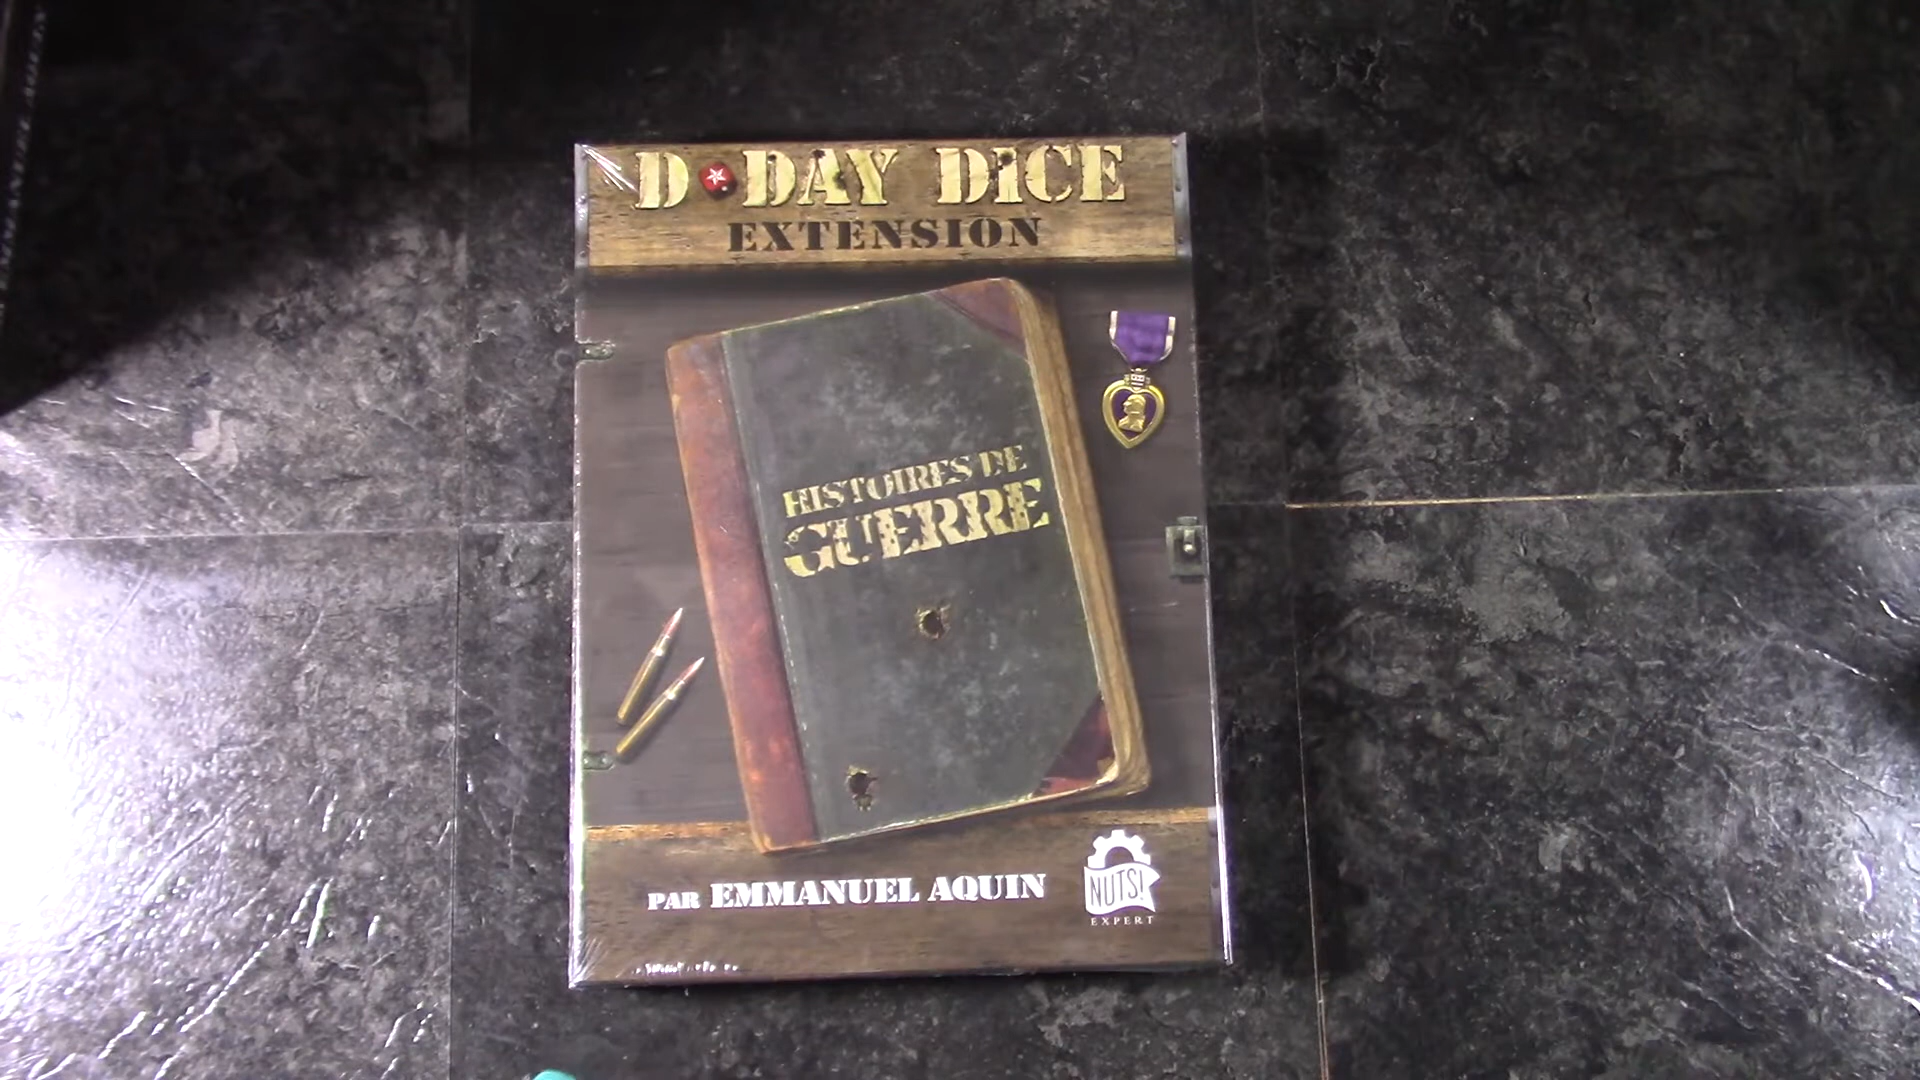 D-DAY DICE
EXTENSION
HISTOIRES DE
GUERRE
PAR EMMANUEL AQUIN
NUTS!
EXPERT